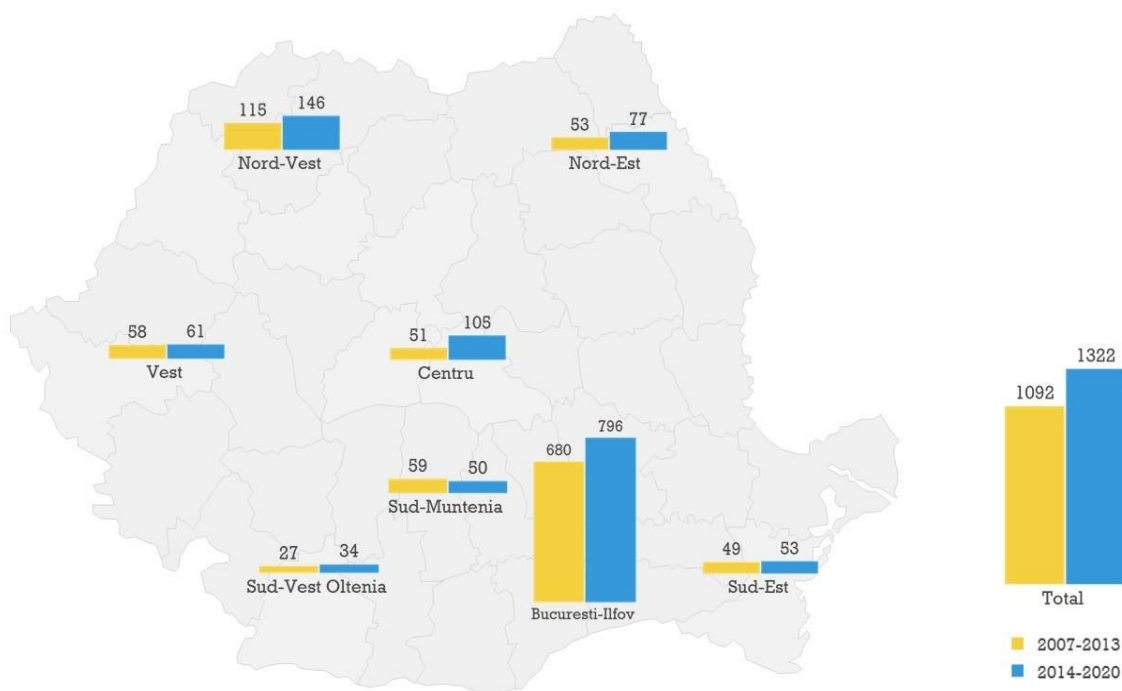 115 146
Nord-Vest
53 77
Nord-Est
58 61
Vest
51 105
Centru
59 50
Sud-Muntenia
680 796
Bucuresti-Ilfov
27 34
Sud-Vest Oltenia
49 53
Sud-Est
1092 1322
Total
2007-2013
2014-2020